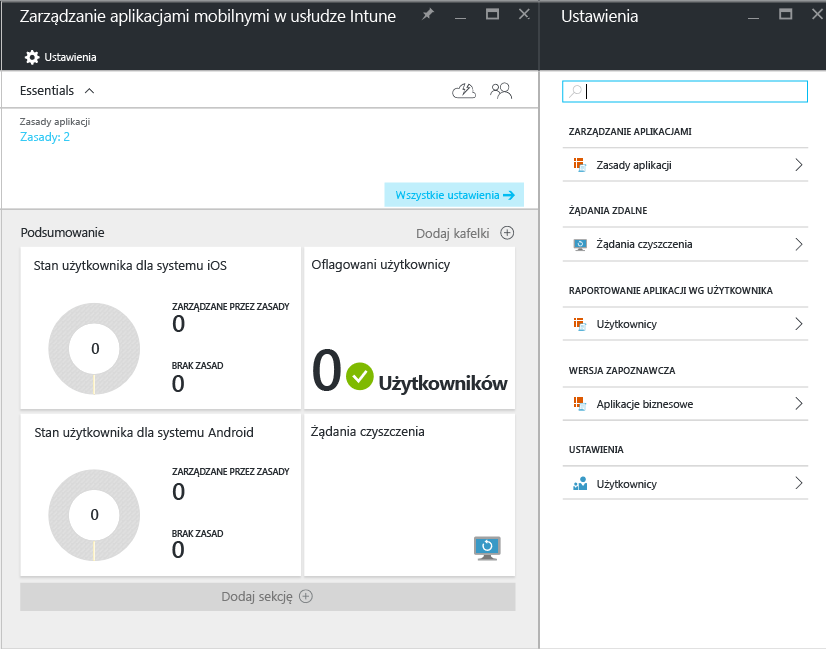 Zarządzanie aplikacjami mobilnymi w usłudze Intune
Ustawienia
Essentials
Zasady aplikacji
Zasady: 2
Wszystkie ustawienia
Podsumowanie
Dodaj kafelki
Stan użytkownika dla systemu iOS
0
ZARZĄDZANE PRZEZ ZASADY
0
BRAK ZASAD
0
Oflagowani użytkownicy
0 Użytkowników
Stan użytkownika dla systemu Android
0
ZARZĄDZANE PRZEZ ZASADY
0
BRAK ZASAD
0
Żądania czyszczenia
Dodaj sekcję
Ustawienia
ZARZĄDZANIE APLIKACJAMI
Zasady aplikacji
ŻĄDANIA ZDALNE
Żądania czyszczenia
RAPORTOWANIE APLIKACJI WG UŻYTKOWNIKA
Użytkownicy
WERSJA ZAPOZNAWCZA
Aplikacje biznesowe
USTAWIENIA
Użytkownicy